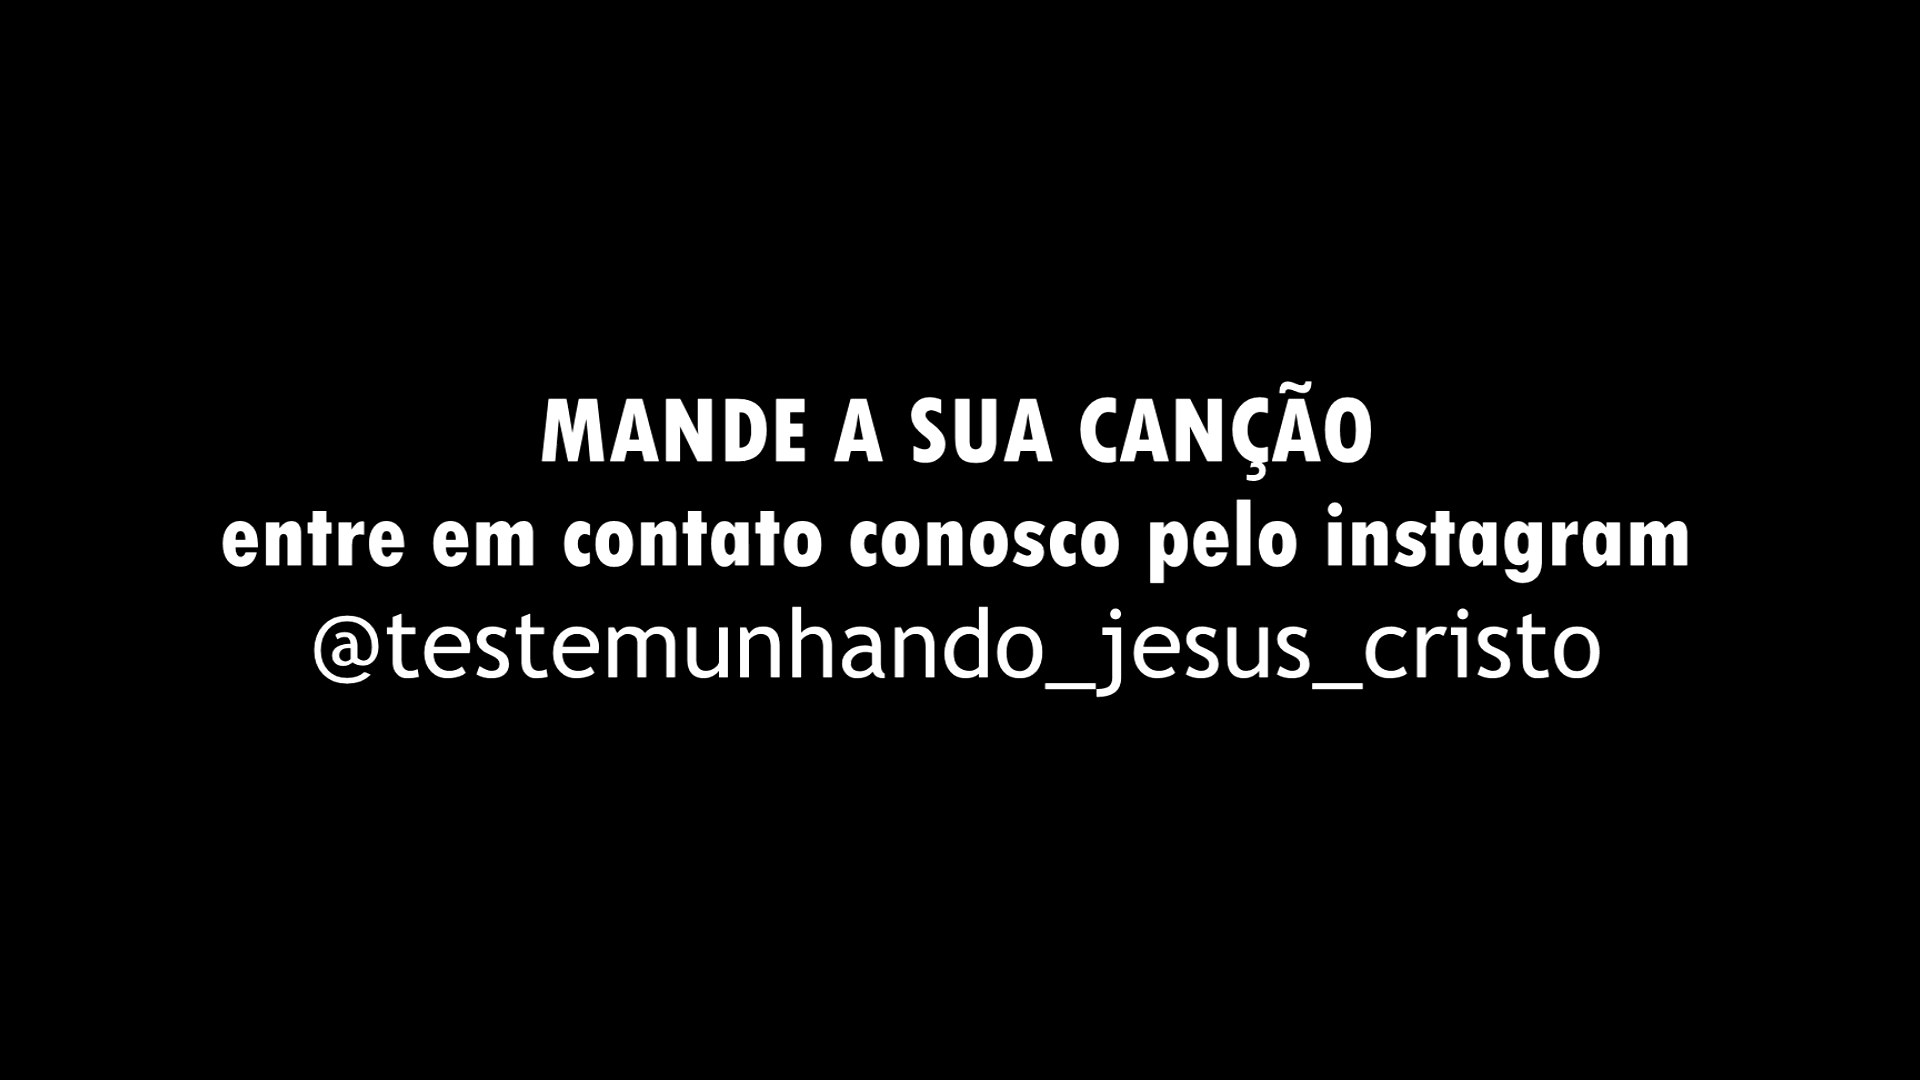 MANDE A SUA CANÇÃO
entre em contato conosco pelo instagram
@testemunhando_jesus_cristo